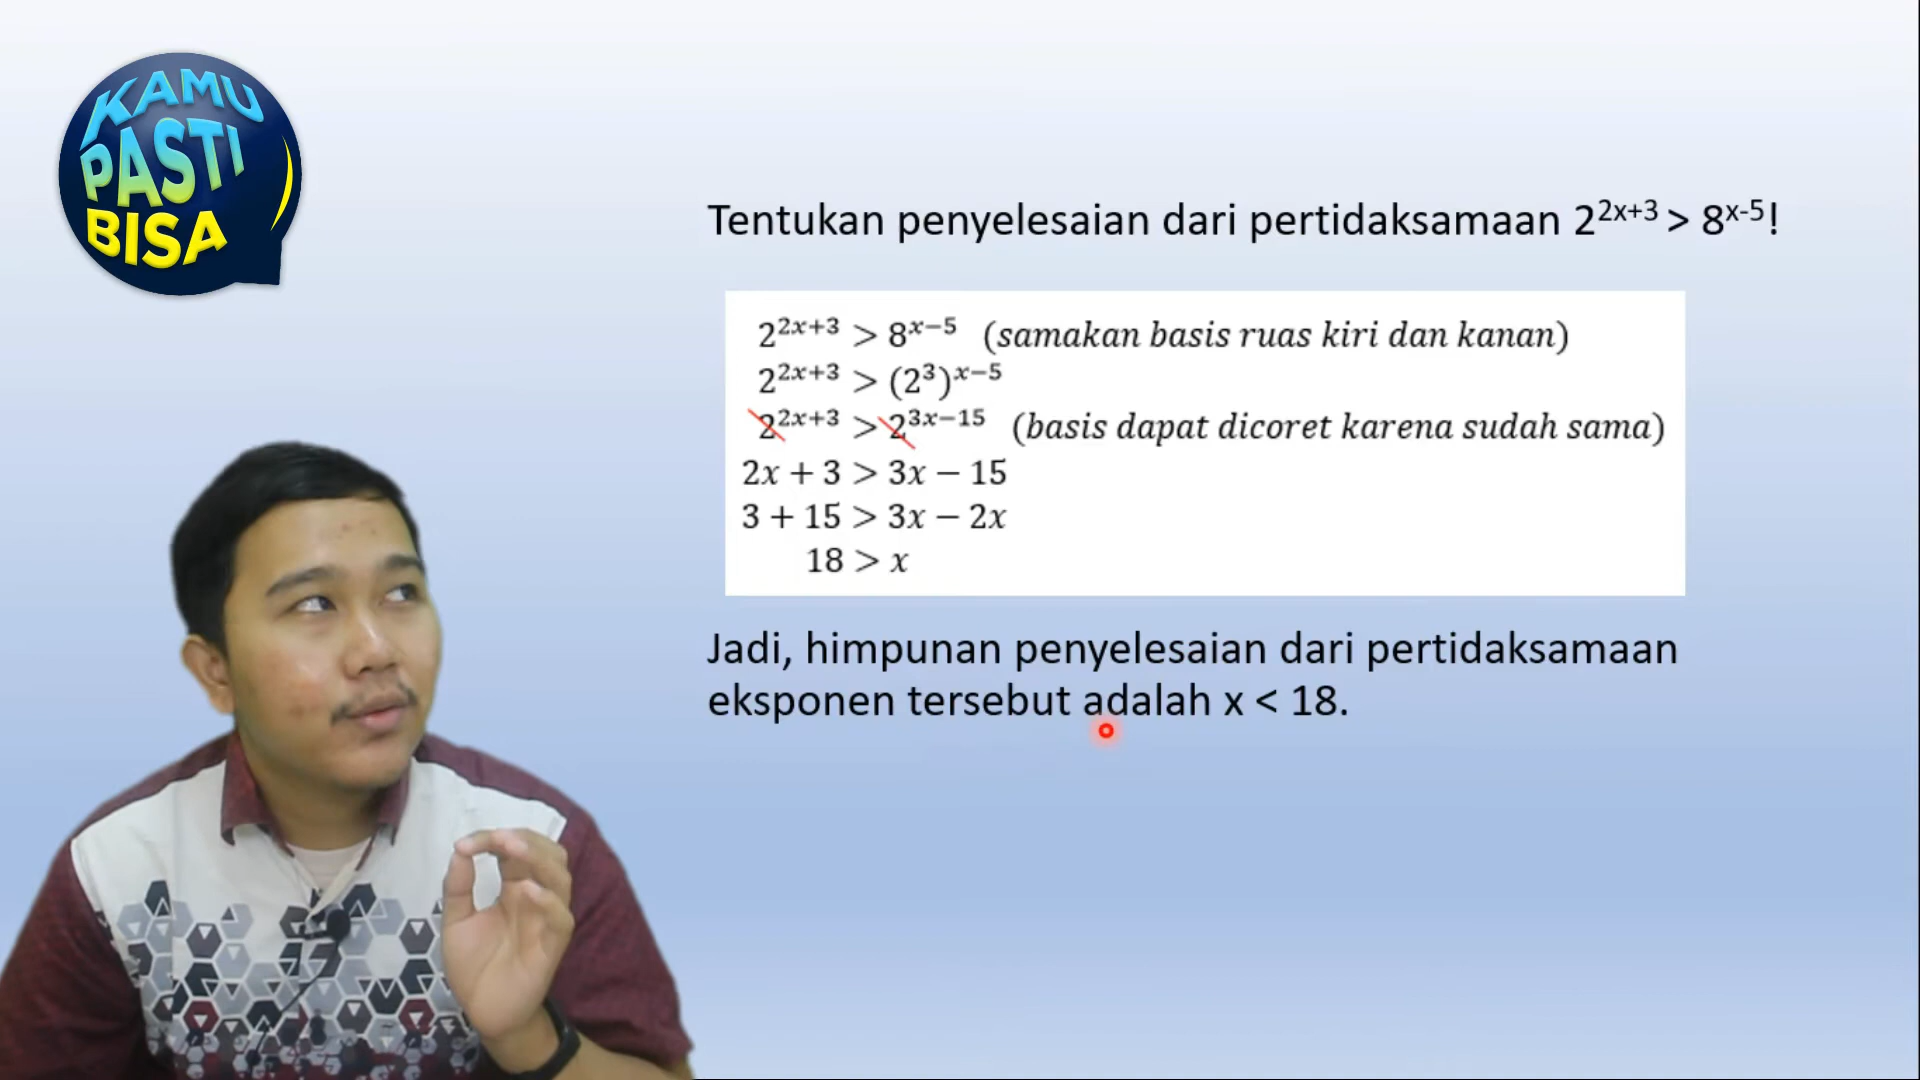 KAMU
PASTI
BISA
Tentukan penyelesaian dari pertidaksamaan 2^{2x+3} > 8^{x-5}!
2^{2x+3} > 8^{x−5} (samakan basis ruas kiri dan kanan)
2^{2x+3} > (2^3)^{x−5}
2^{2x+3} > 2^{3x−15} (basis dapat dicoret karena sudah sama)
2x + 3 > 3x − 15
3 + 15 > 3x − 2x
18 > x
Jadi, himpunan penyelesaian dari pertidaksamaan
eksponen tersebut adalah x < 18.